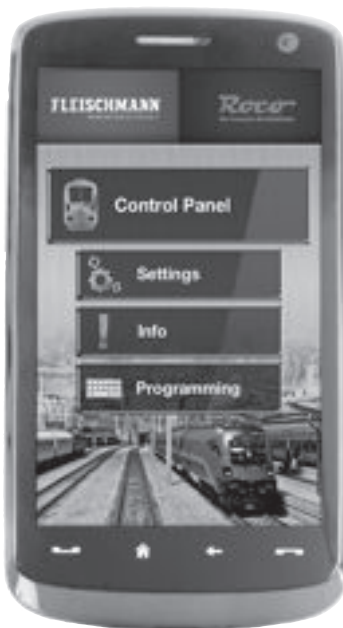 FLEISCHMANN Roco
Control Panel
Settings
Info
Programming